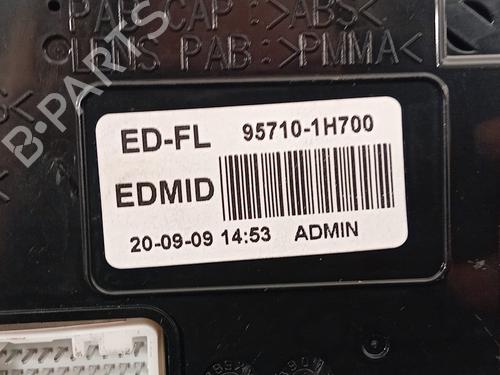 PAB CAP :>ABS<
LENS PAB:>PMMA<
B-PARTS
ED-FL 95710-1H700
EDMID
20-09-09 14:53 ADMIN